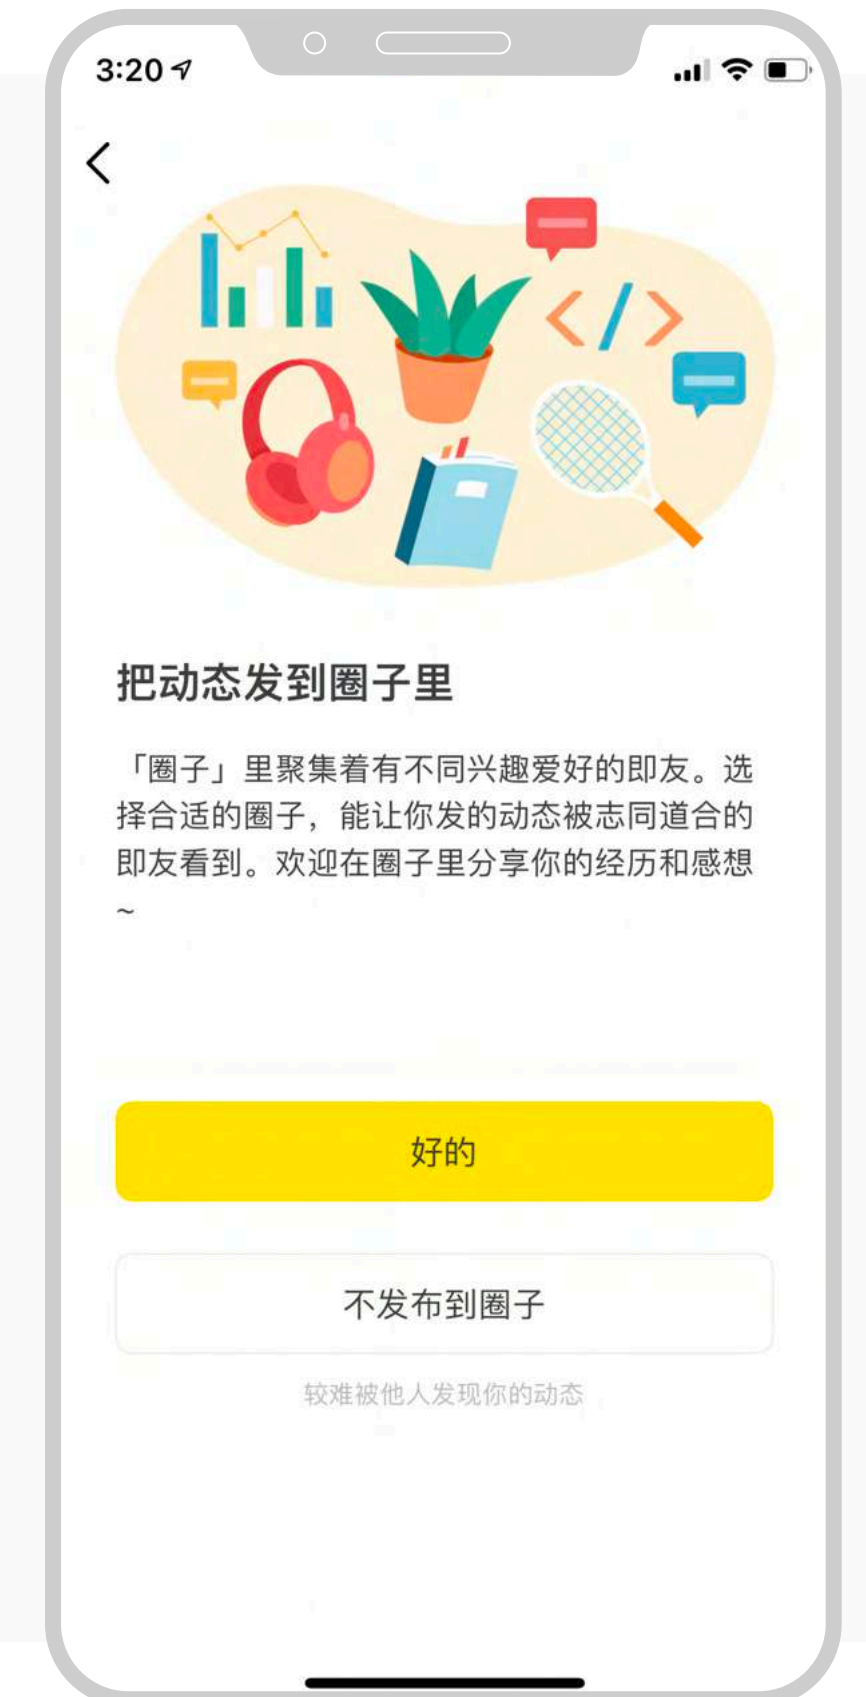 3:20
把动态发到圈子里
「圈子」里聚集着有不同兴趣爱好的即友。选
择合适的圈子，能让你发的动态被志同道合的
即友看到。欢迎在圈子里分享你的经历和感想
~
好的
不发布到圈子
较难被他人发现你的动态